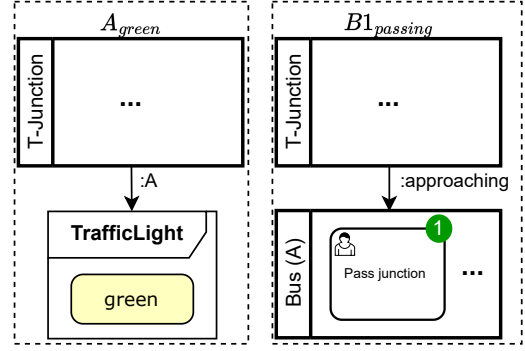 A_green
T-Junction
...
:A
TrafficLight
green
B1_passing
T-Junction
...
:approaching
Bus (A)
1
Pass junction
...